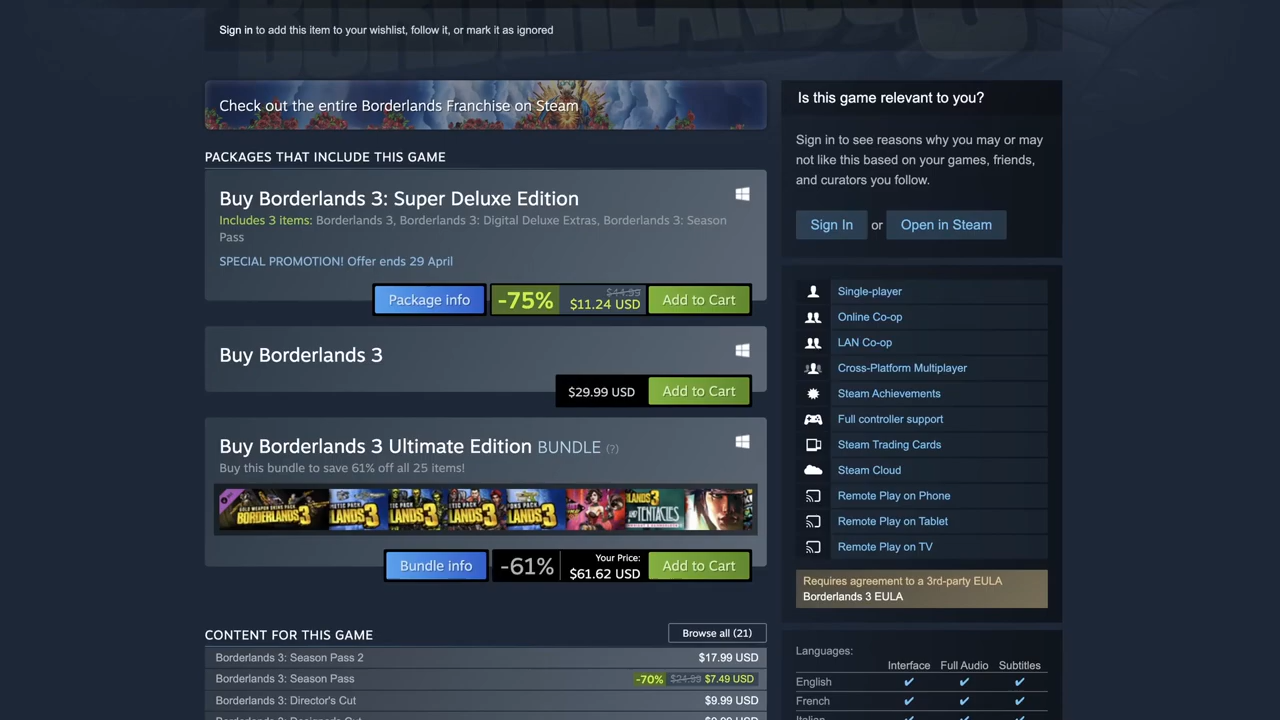 Sign in to add this item to your wishlist, follow it, or mark it as ignored
Check out the entire Borderlands Franchise on Steam
PACKAGES THAT INCLUDE THIS GAME
Buy Borderlands 3: Super Deluxe Edition
Includes 3 items: Borderlands 3, Borderlands 3: Digital Deluxe Extras, Borderlands 3: Season
Pass
SPECIAL PROMOTION! Offer ends 29 April
Package info
-75%
$44.99
$11.24 USD
Add to Cart
Buy Borderlands 3
$29.99 USD
Add to Cart
Buy Borderlands 3 Ultimate Edition BUNDLE (?)
Buy this bundle to save 61% off all 25 items!
Bundle info
-61%
Your Price:
$61.62 USD
Add to Cart
CONTENT FOR THIS GAME
Browse all (21)
Borderlands 3: Season Pass 2 $17.99 USD
Borderlands 3: Season Pass -70% $24.99 $7.49 USD
Borderlands 3: Director's Cut $9.99 USD
Is this game relevant to you?
Sign in to see reasons why you may or may
not like this based on your games, friends,
and curators you follow.
Sign In or Open in Steam
Single-player
Online Co-op
LAN Co-op
Cross-Platform Multiplayer
Steam Achievements
Full controller support
Steam Trading Cards
Steam Cloud
Remote Play on Phone
Remote Play on Tablet
Remote Play on TV
Requires agreement to a 3rd-party EULA
Borderlands 3 EULA
Languages:
Interface Full Audio Subtitles
English ✔ ✔ ✔
French ✔ ✔ ✔